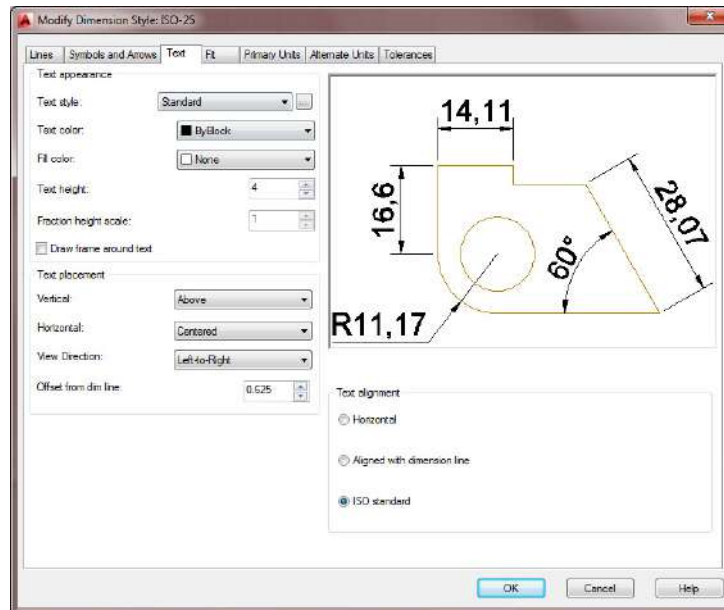 Modify Dimension Style: ISO-25
Lines Symbols and Arrows Text Fit Primary Units Alternate Units Tolerances
Text appearance
Text style: Standard
Text color: ByBlock
Fill color: None
Text height: 4
Fraction height scale: 1
Draw frame around text
Text placement
Vertical: Above
Horizontal: Centered
View Direction: Left-to-Right
Offset from dim line: 0.625
14,11
16,6
28,07
60°
R11,17
Text alignment
Horizontal
Aligned with dimension line
ISO standard
OK Cancel Help